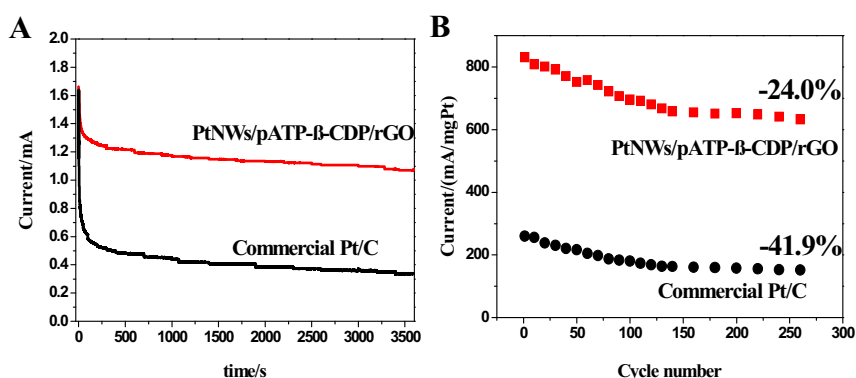 A
Current/mA
2.0
1.8
1.6
1.4
1.2
1.0
0.8
0.6
0.4
0.2
0.0
PtNWs/pATP-ß-CDP/rGO
Commercial Pt/C
0 500 1000 1500 2000 2500 3000 3500
time/s
B
Current/(mA/mgPt)
800
600
400
200
0
-24.0%
PtNWs/pATP-ß-CDP/rGO
-41.9%
Commercial Pt/C
0 50 100 150 200 250 300
Cycle number